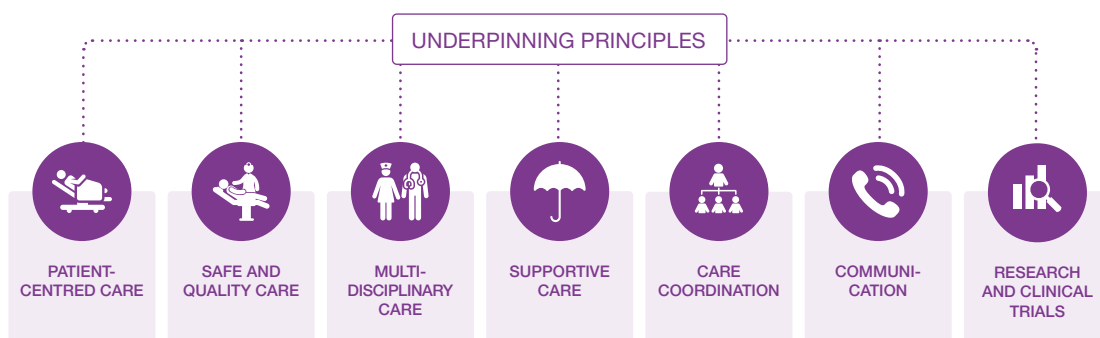 UNDERPINNING PRINCIPLES
PATIENT-
CENTRED CARE
SAFE AND
QUALITY CARE
MULTI-
DISCIPLINARY
CARE
SUPPORTIVE
CARE
CARE
COORDINATION
COMMUNI-
CATION
RESEARCH
AND CLINICAL
TRIALS